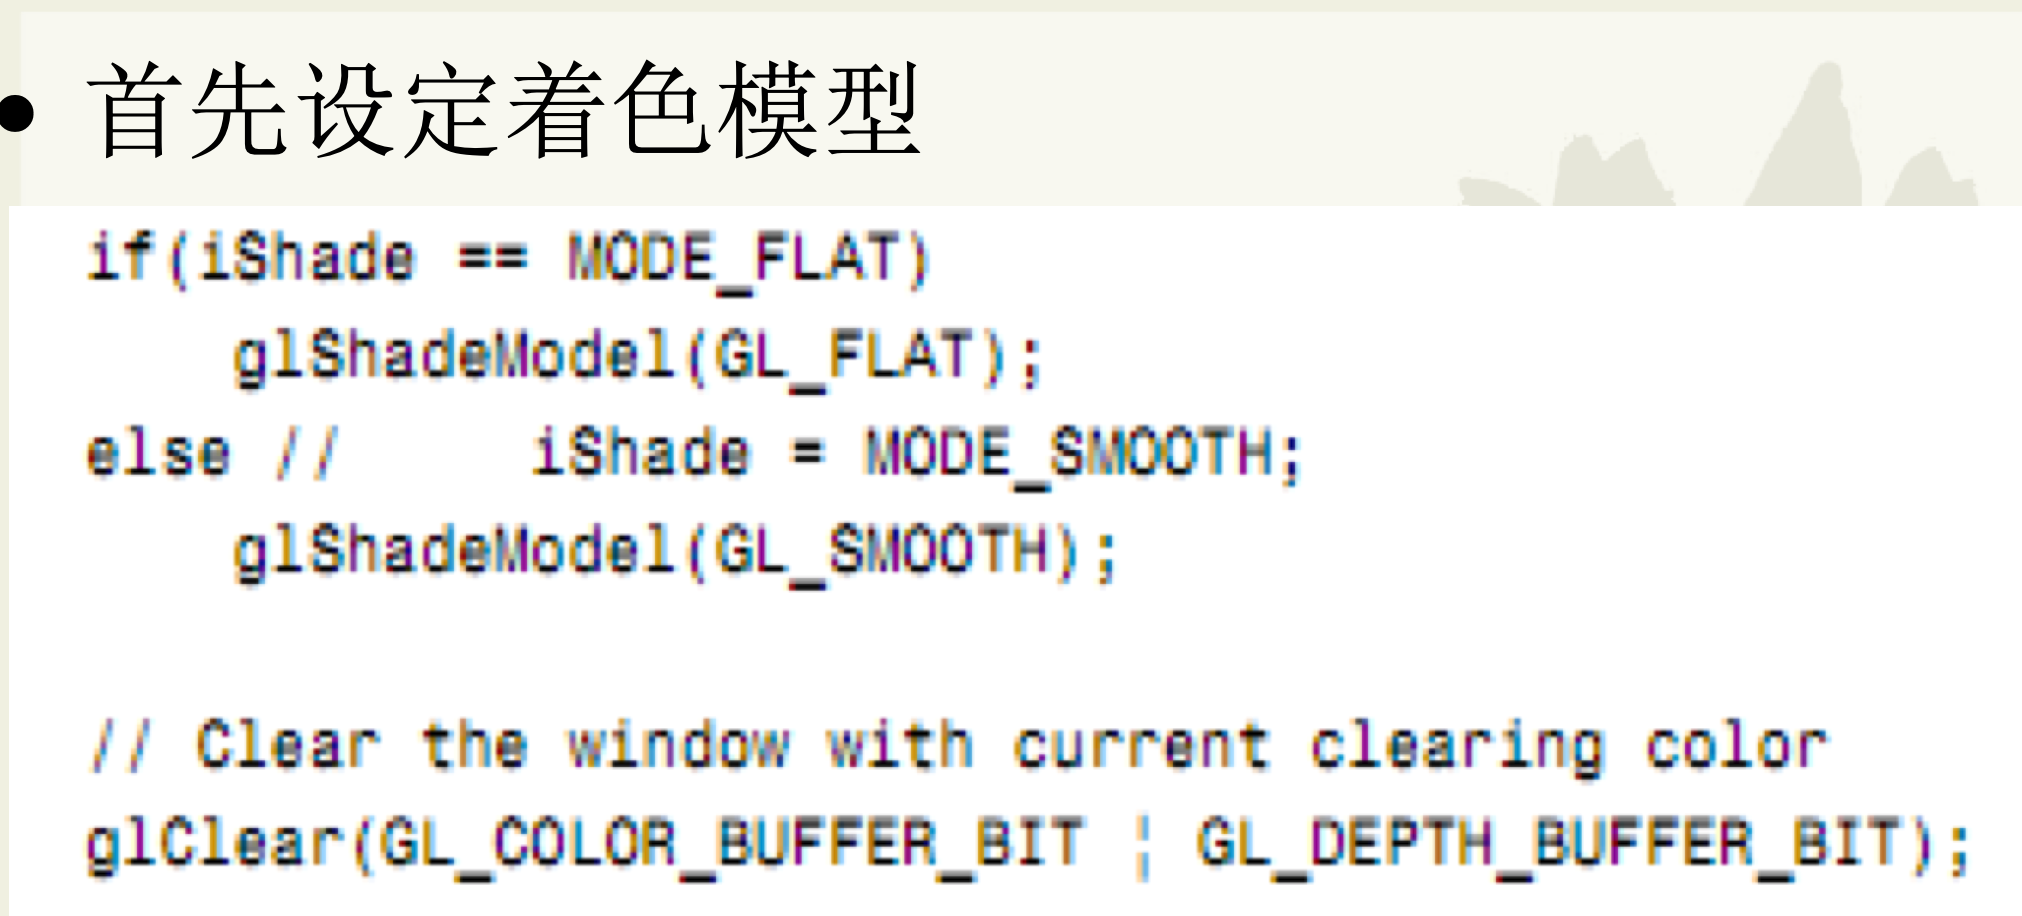 • 首先设定着色模型
if(iShade == MODE_FLAT)
    glShadeModel(GL_FLAT);
else //     iShade = MODE_SMOOTH;
    glShadeModel(GL_SMOOTH);
// Clear the window with current clearing color
glClear(GL_COLOR_BUFFER_BIT | GL_DEPTH_BUFFER_BIT);